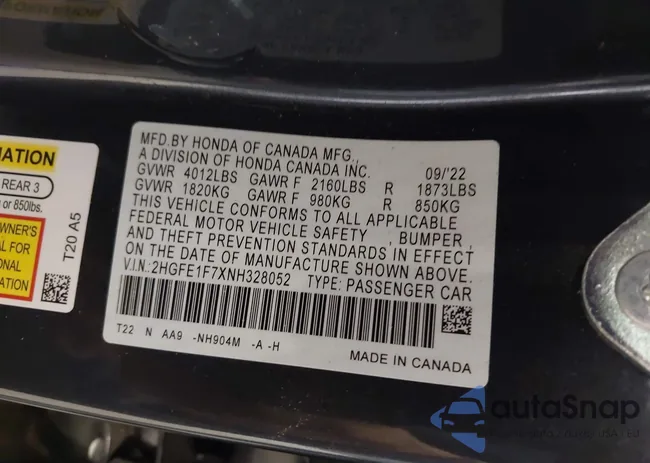 MFD.BY HONDA OF CANADA MFG.,
A DIVISION OF HONDA CANADA INC. 09/'22
GVWR 4012LBS GAWR F 2160LBS R 1873LBS
GVWR 1820KG GAWR F 980KG R 850KG
THIS VEHICLE CONFORMS TO ALL APPLICABLE
FEDERAL MOTOR VEHICLE SAFETY , BUMPER ,
AND THEFT PREVENTION STANDARDS IN EFFECT
ON THE DATE OF MANUFACTURE SHOWN ABOVE.
V.I.N.:2HGFE1F7XNH328052 TYPE: PASSENGER CAR
T22 N AA9 -NH904M -A -H
MADE IN CANADA
MATION
REAR 3
or 850lbs.
OWNER'S
AL FOR
ONAL
ATION
T20 A5
autoSnap